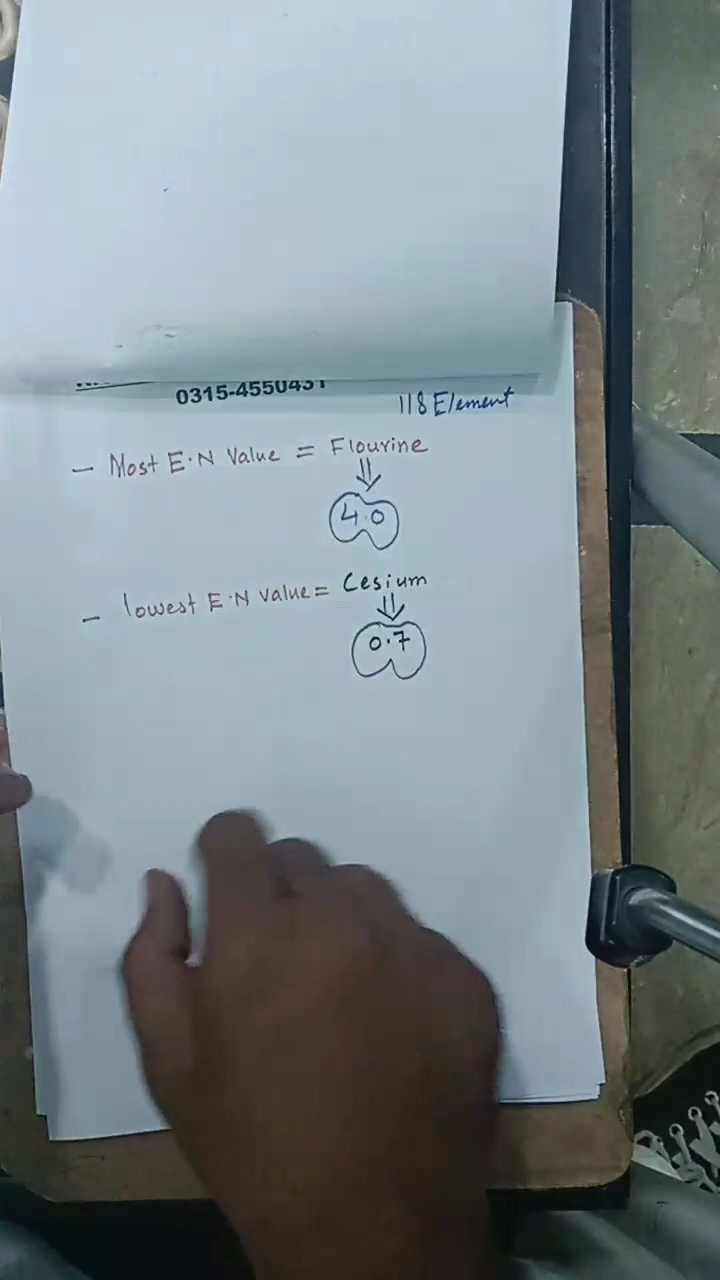 0315-4550431
118 Element
- Most E.N Value = Flourine
4.0
- lowest E.N value = Cesium
0.7